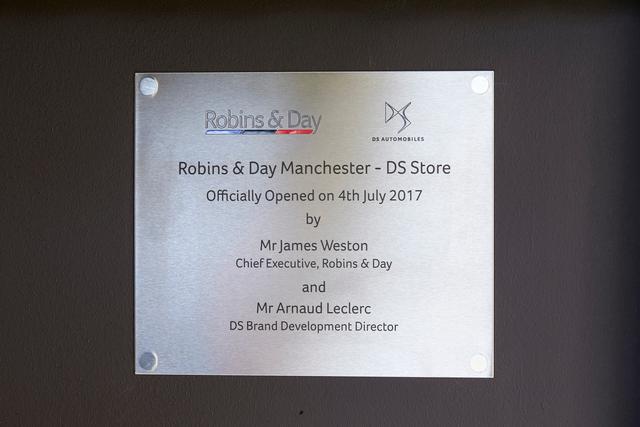 Robins & Day
DS AUTOMOBILES
Robins & Day Manchester - DS Store
Officially Opened on 4th July 2017
by
Mr James Weston
Chief Executive, Robins & Day
and
Mr Arnaud Leclerc
DS Brand Development Director